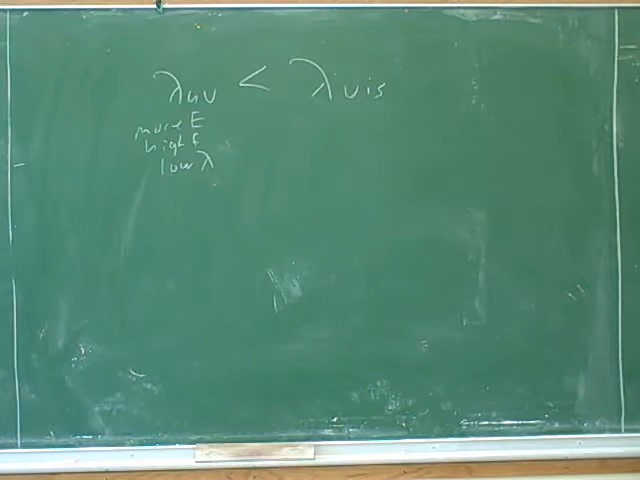 λuv < λvis
more E
high f
low λ